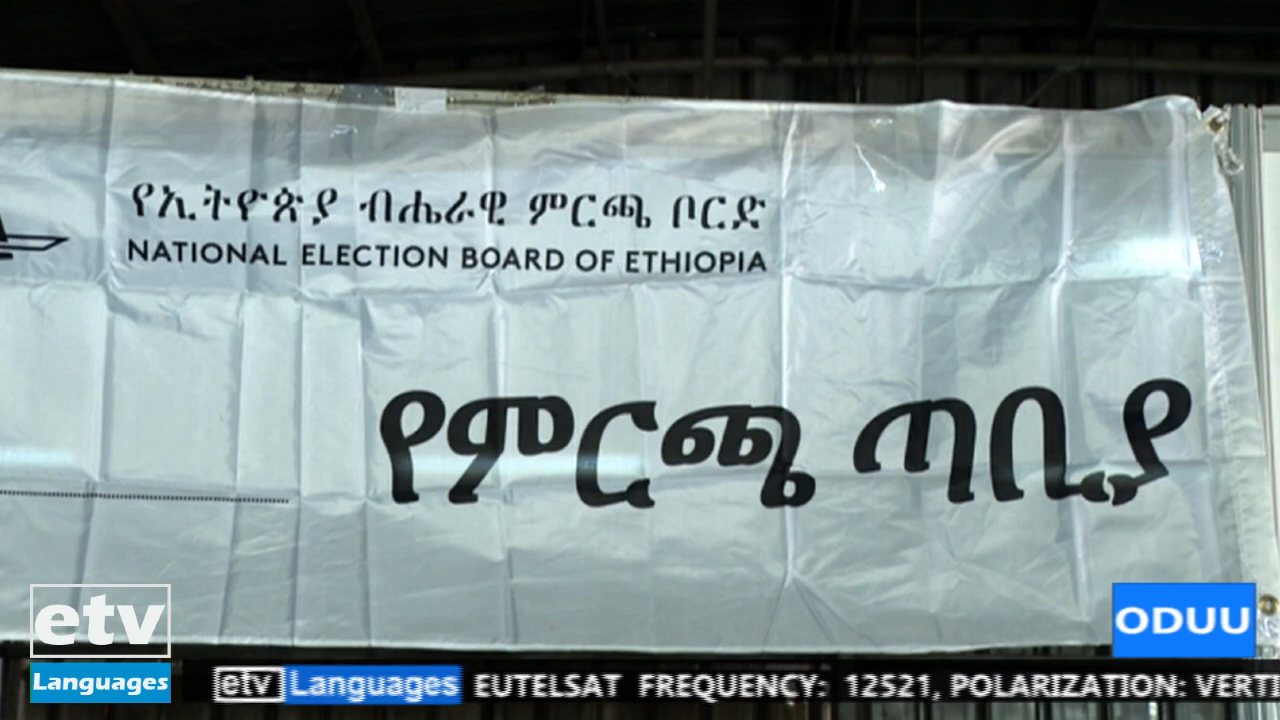 የኢትዮጵያ ብሔራዊ ምርጫ ቦርድ
NATIONAL ELECTION BOARD OF ETHIOPIA
የምርጫ ጣቢያ
etv
Languages
ODUU
etv Languages EUTELSAT FREQUENCY: 12521, POLARIZATION: